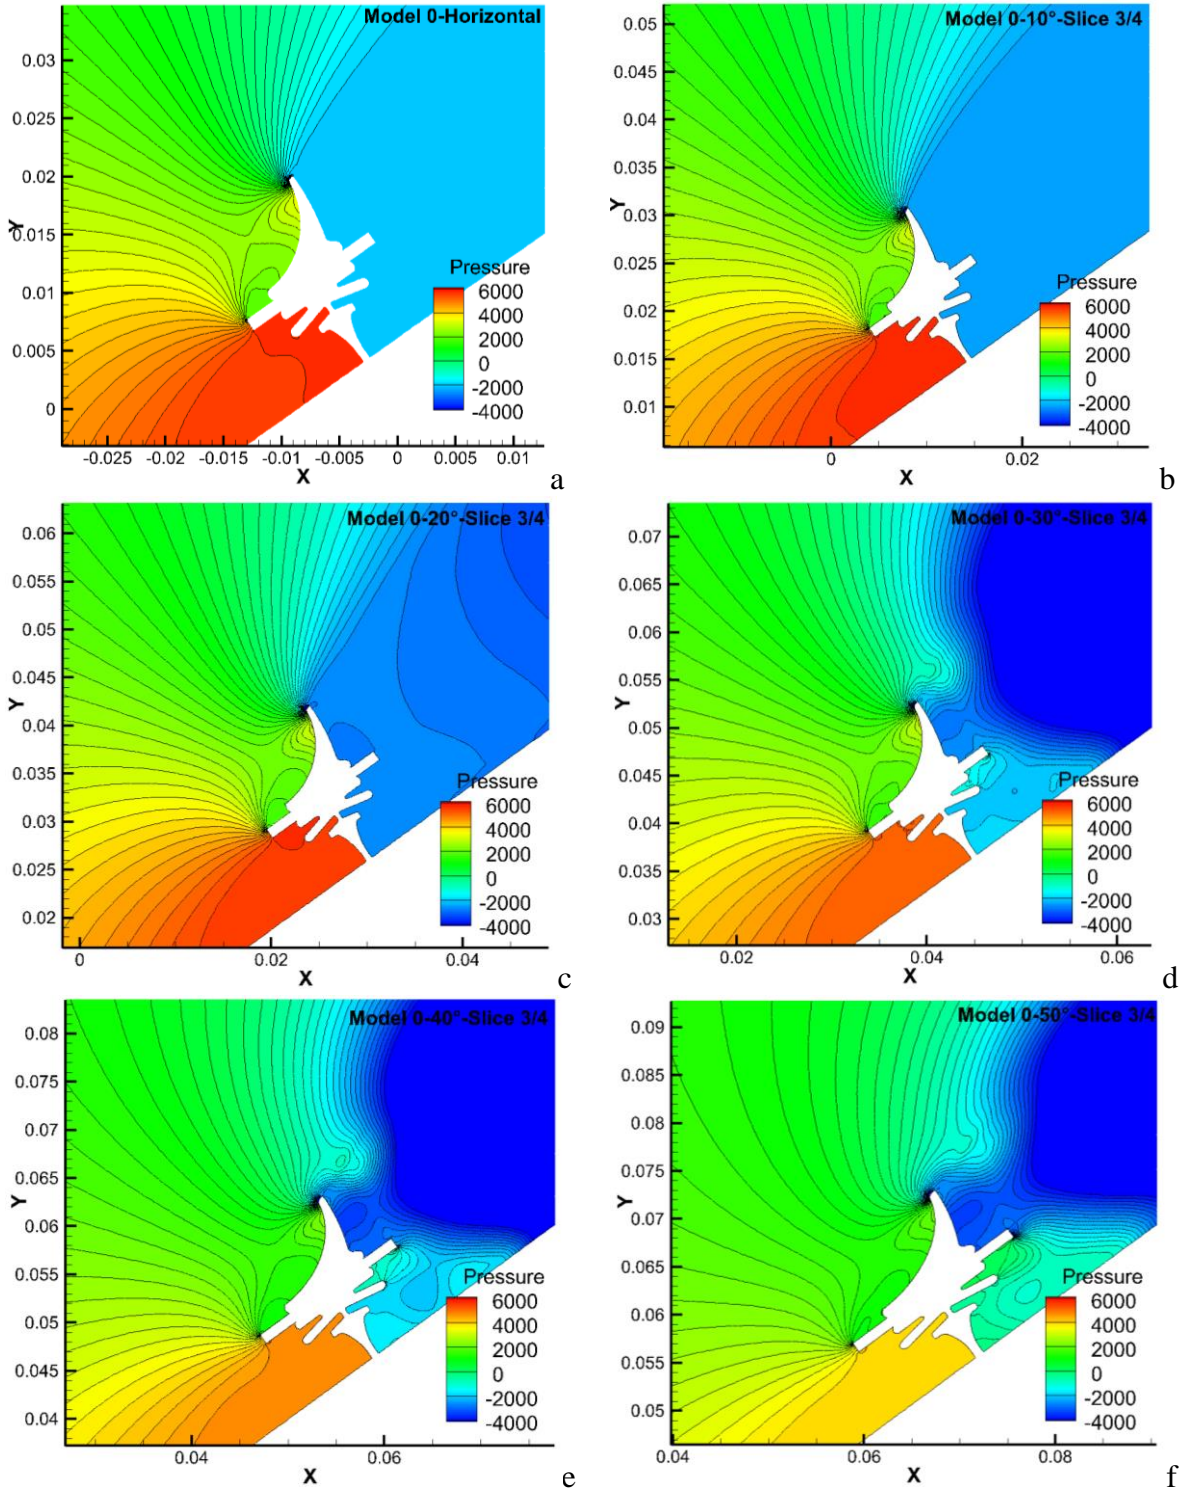 Model 0-Horizontal
0.03
0.025
0.02
0.015
0.01
0.005
0
Y
Pressure
6000
4000
2000
0
-2000
-4000
-0.025 -0.02 -0.015 -0.01 -0.005 0 0.005 0.01
X
a
Model 0-10°-Slice 3/4
0.05
0.045
0.04
0.035
0.03
0.025
0.02
0.015
0.01
Y
Pressure
6000
4000
2000
0
-2000
-4000
0 0.02
X
b
Model 0-20°-Slice 3/4
0.06
0.055
0.05
0.045
0.04
0.035
0.03
0.025
0.02
Y
Pressure
6000
4000
2000
0
-2000
-4000
0 0.02 0.04
X
c
Model 0-30°-Slice 3/4
0.07
0.065
0.06
0.055
0.05
0.045
0.04
0.035
0.03
Y
Pressure
6000
4000
2000
0
-2000
-4000
0.02 0.04 0.06
X
d
Model 0-40°-Slice 3/4
0.08
0.075
0.07
0.065
0.06
0.055
0.05
0.045
0.04
Y
Pressure
6000
4000
2000
0
-2000
-4000
0.04 0.06
X
e
Model 0-50°-Slice 3/4
0.09
0.085
0.08
0.075
0.07
0.065
0.06
0.055
0.05
Y
Pressure
6000
4000
2000
0
-2000
-4000
0.04 0.06 0.08
X
f